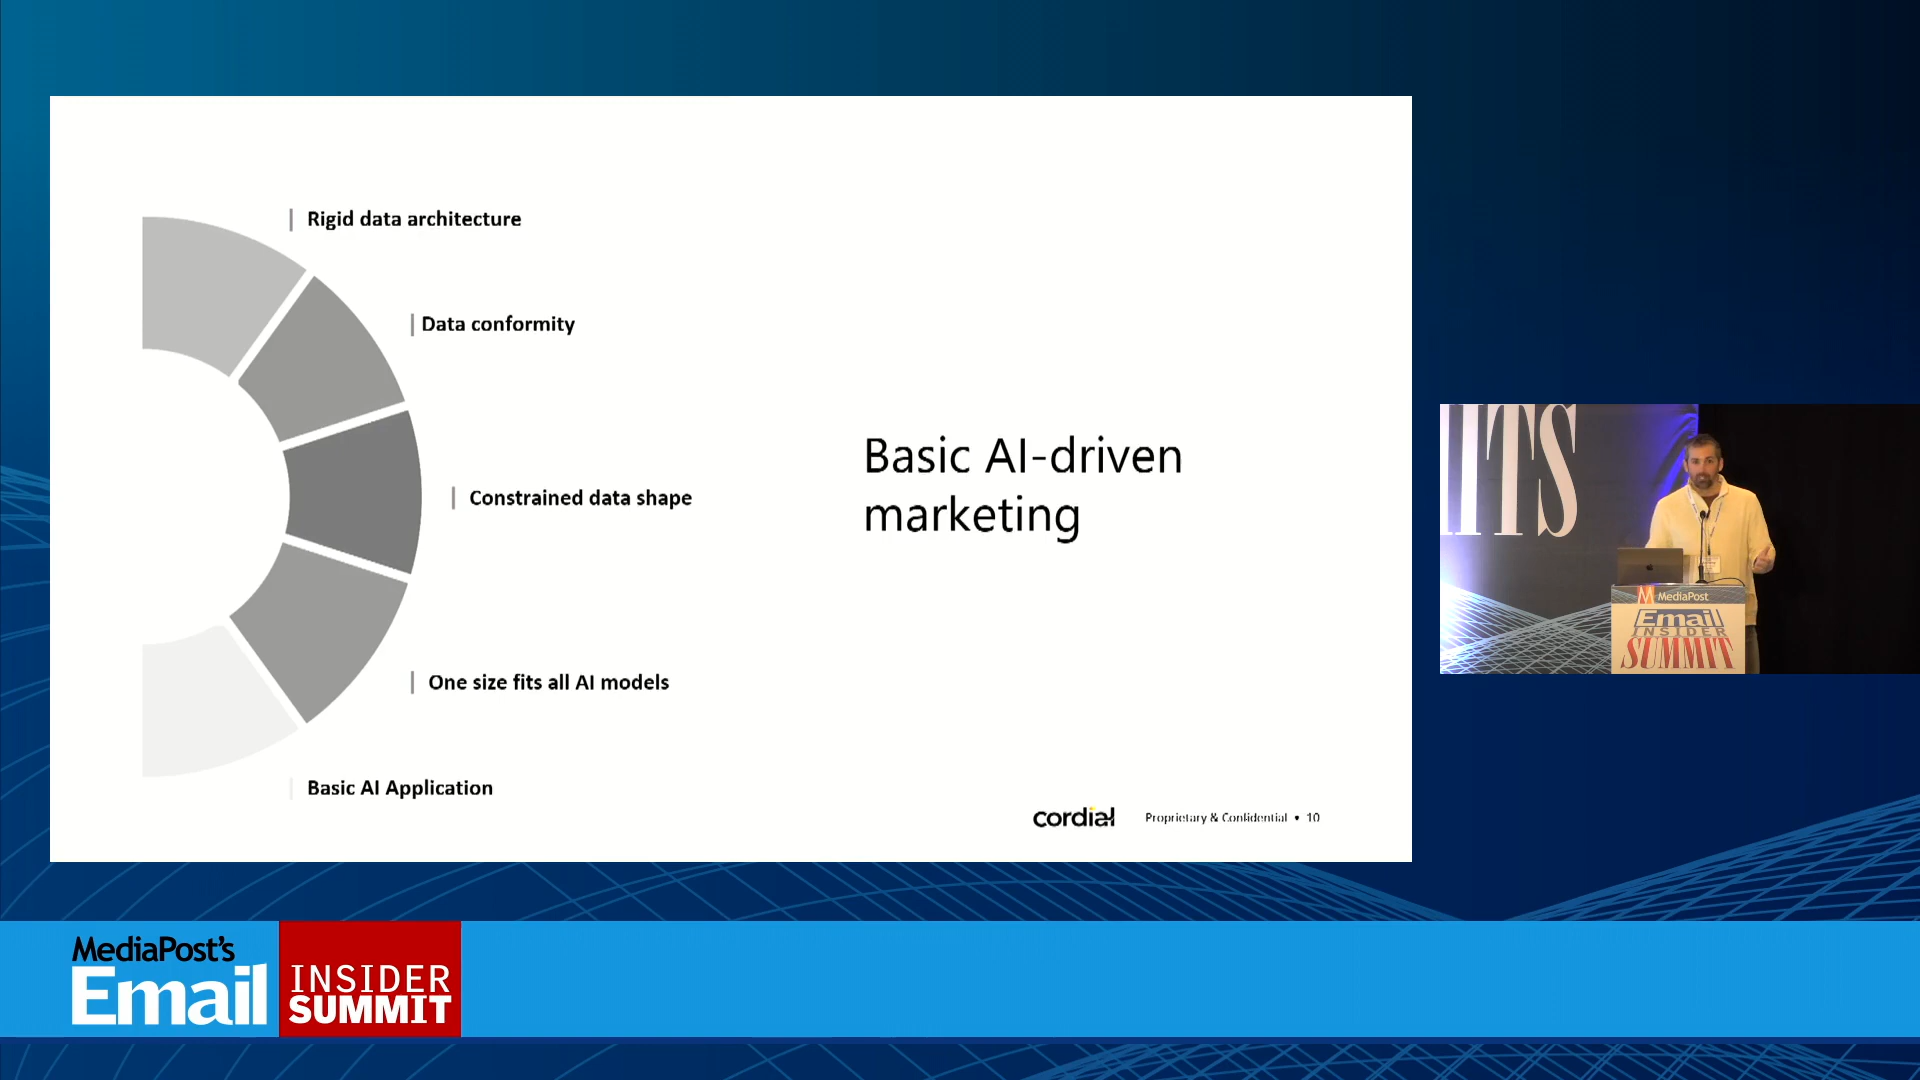 Rigid data architecture
Data conformity
Constrained data shape
One size fits all AI models
Basic AI Application
Basic AI-driven
marketing
cordial
Proprietary & Confidential • 10
ITS
MediaPost
Email
INSIDER
SUMMIT
MediaPost's
Email
INSIDER
SUMMIT